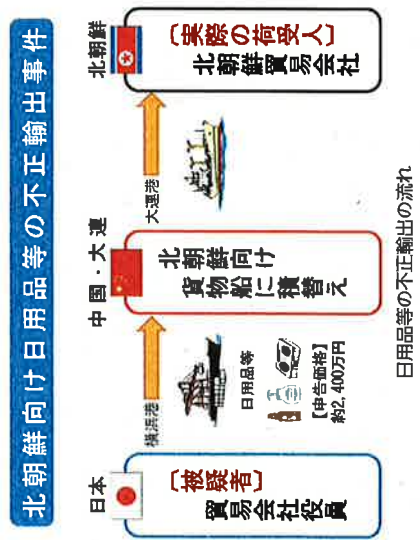 北朝鮮向け日用品等の不正輸出事件
日本
〔被疑者〕
貿易会社役員
横浜港
日用品等
【申告価格】
約2,400万円
中国・大連
北朝鮮向け
貨物船に積替え
大連港
北朝鮮
〔実際の荷受人〕
北朝鮮貿易会社
日用品等の不正輸出の流れ